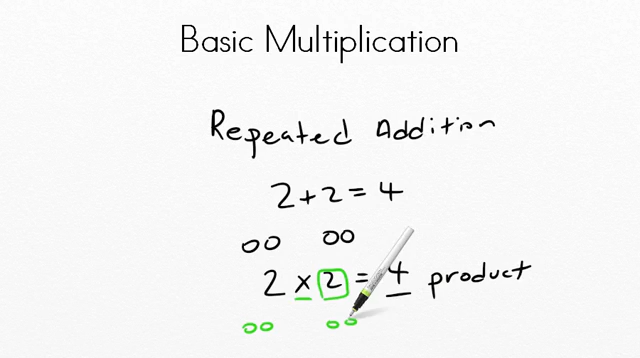 Basic Multiplication
Repeated Addition
2+2=4
2 x 2 = 4 product